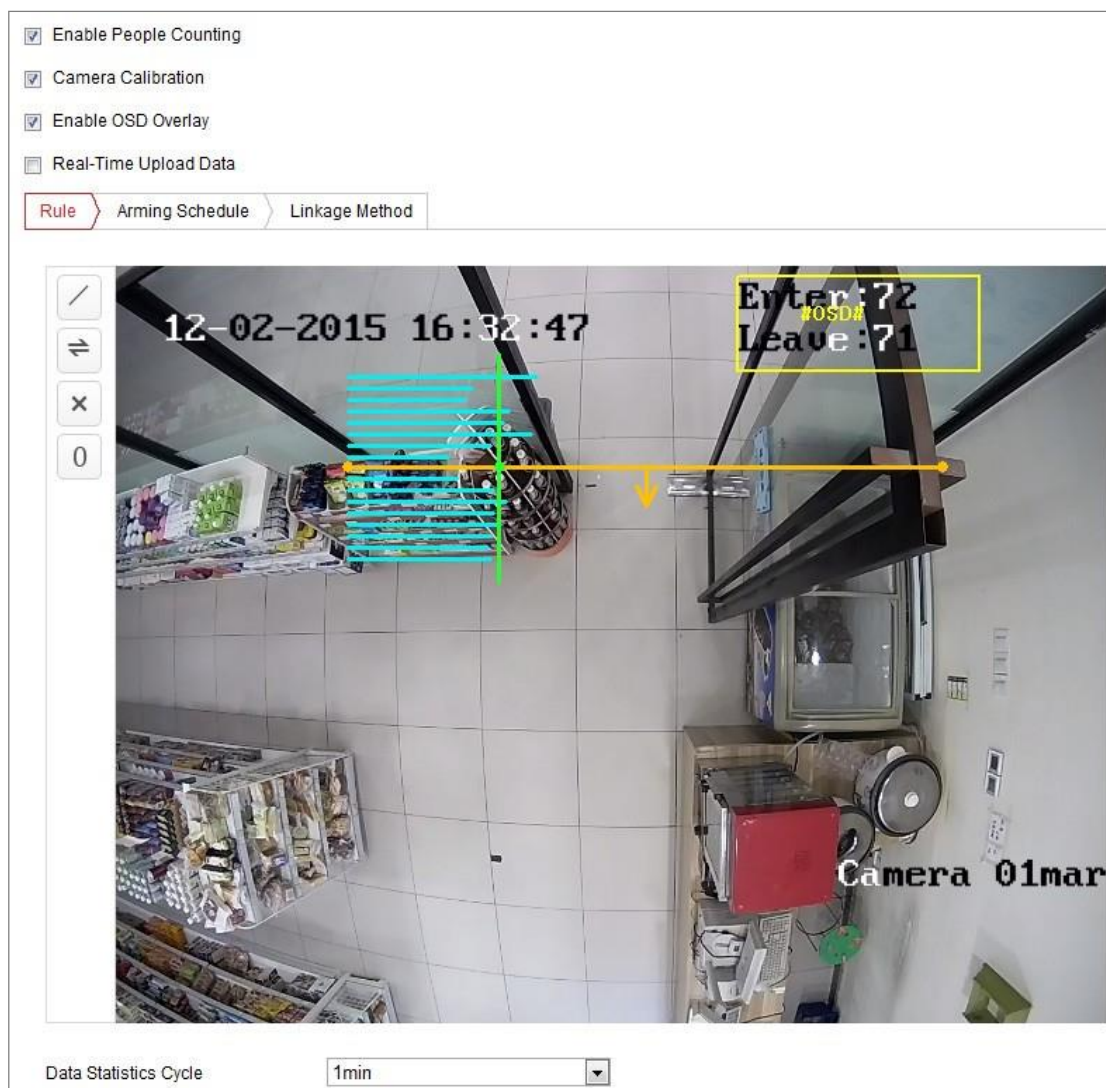 Enable People Counting
Camera Calibration
Enable OSD Overlay
Real-Time Upload Data
Rule Arming Schedule Linkage Method
12-02-2015 16:32:47
Enter:72
#OSD#
Leave:71
0
Camera 01mar
Data Statistics Cycle 1min